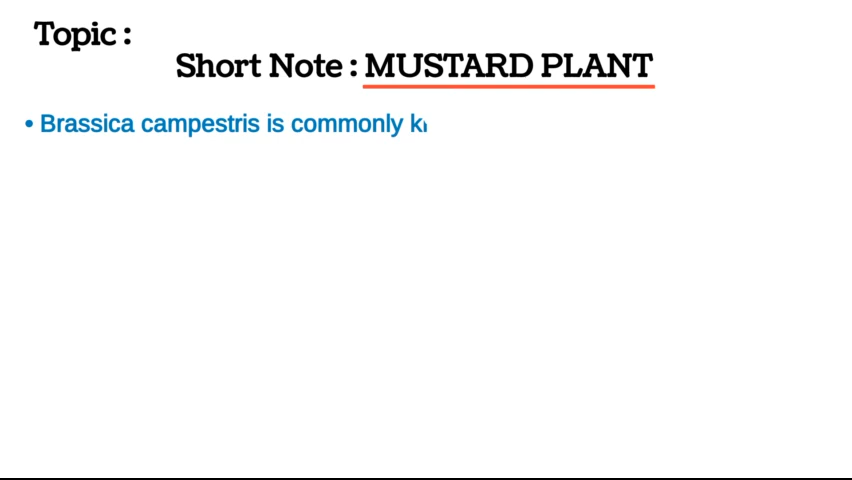 Topic :
Short Note : MUSTARD PLANT
• Brassica campestris is commonly